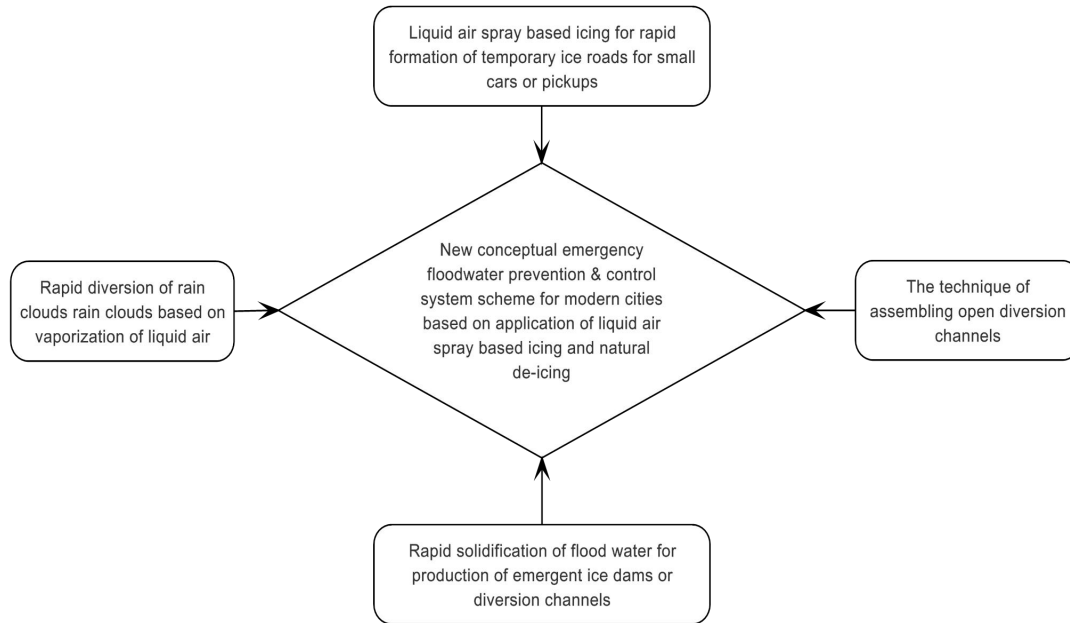 Liquid air spray based icing for rapid
formation of temporary ice roads for small
cars or pickups
New conceptual emergency
floodwater prevention & control
system scheme for modern cities
based on application of liquid air
spray based icing and natural
de-icing
Rapid diversion of rain
clouds rain clouds based on
vaporization of liquid air
The technique of
assembling open diversion
channels
Rapid solidification of flood water for
production of emergent ice dams or
diversion channels